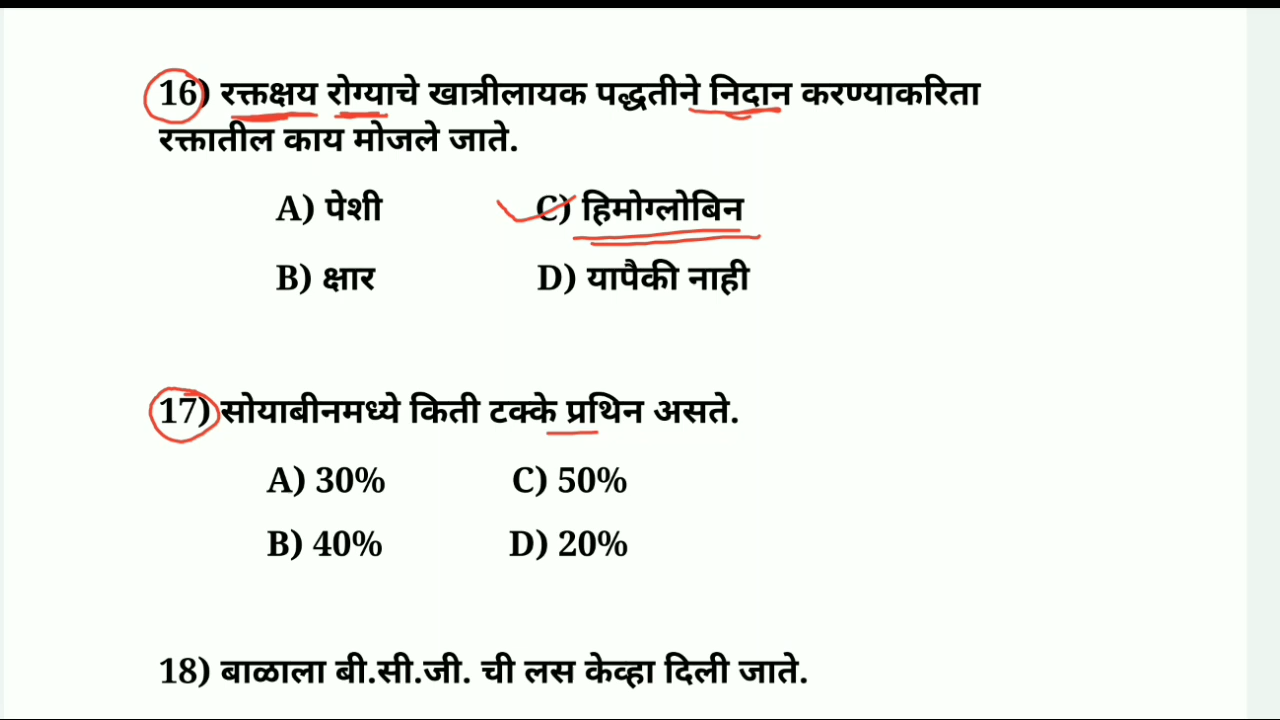 16) रक्तक्षय रोग्याचे खात्रीलायक पद्धतीने निदान करण्याकरिता
रक्तातील काय मोजले जाते.
A) पेशी C) हिमोग्लोबिन
B) क्षार D) यापैकी नाही
17) सोयाबीनमध्ये किती टक्के प्रथिन असते.
A) 30% C) 50%
B) 40% D) 20%
18) बाळाला बी.सी.जी. ची लस केव्हा दिली जाते.